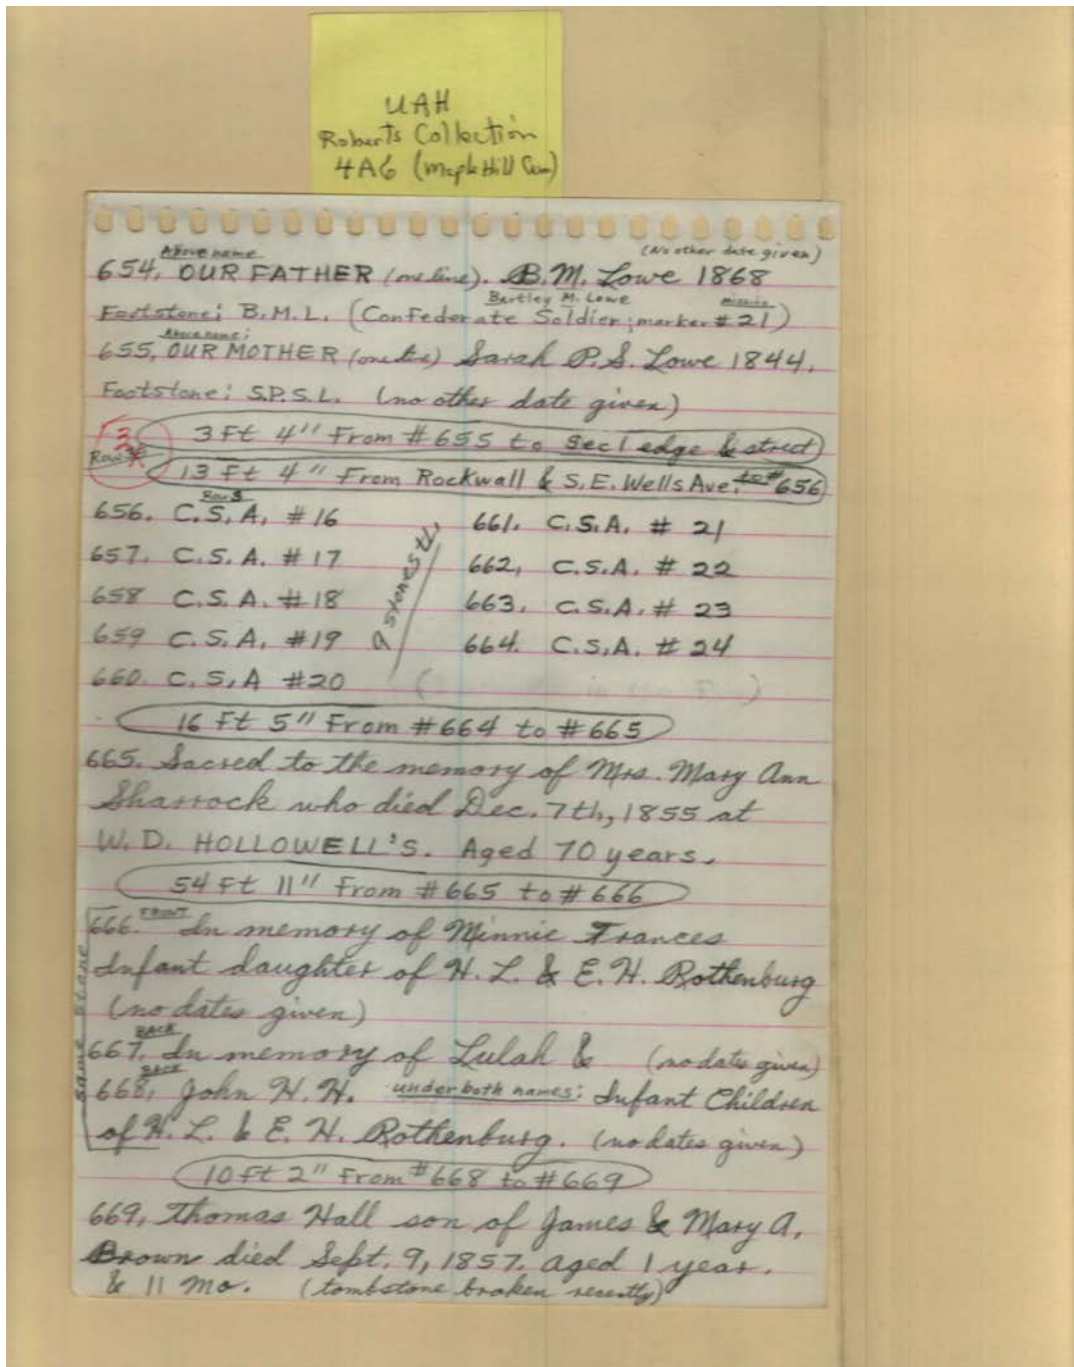 UAH
Roberts Collection
4A6 (Maple Hill Cem)
Above name (No other date given)
654. OUR FATHER (one line). B.M. Lowe 1868
Bartley M. Lowe
Footstone: B.M.L. (Confederate Soldier; marker # 21)
Above name:
655. OUR MOTHER (one line) Sarah P.S. Lowe 1844.
Footstone: S.P.S.L. (no other date given)
3 Ft 4" From #655 to Sec 1 edge & street
Row 3
13 Ft 4" From Rockwall & S.E. Wells Ave. to #656
Row 3
656. C.S.A. #16 661. C.S.A. # 21
657. C.S.A. #17 662. C.S.A. # 22
658 C.S.A. #18 9 stones 663. C.S.A. # 23
659 C.S.A. #19 664. C.S.A. # 24
660. C.S.A #20
16 Ft 5" From #664 to #665
665. Sacred to the memory of Mrs. Mary Ann
Sharrock who died Dec. 7th, 1855 at
W.D. HOLLOWELL'S. Aged 70 years.
54 Ft 11" From #665 to #666
same stone
666. FRONT In memory of Minnie Frances
Infant daughter of H. L. & E. H. Rothenburg
(no dates given)
BACK
667. In memory of Lulah & (no dates given)
BACK
668. John H. H. under both names: Infant Children
of H. L. & E. H. Rothenburg. (no dates given)
10 Ft 2" From #668 to #669
669. Thomas Hall son of James & Mary A.
Brown died Sept. 9, 1857. aged 1 year.
& 11 mo. (tombstone broken recently)